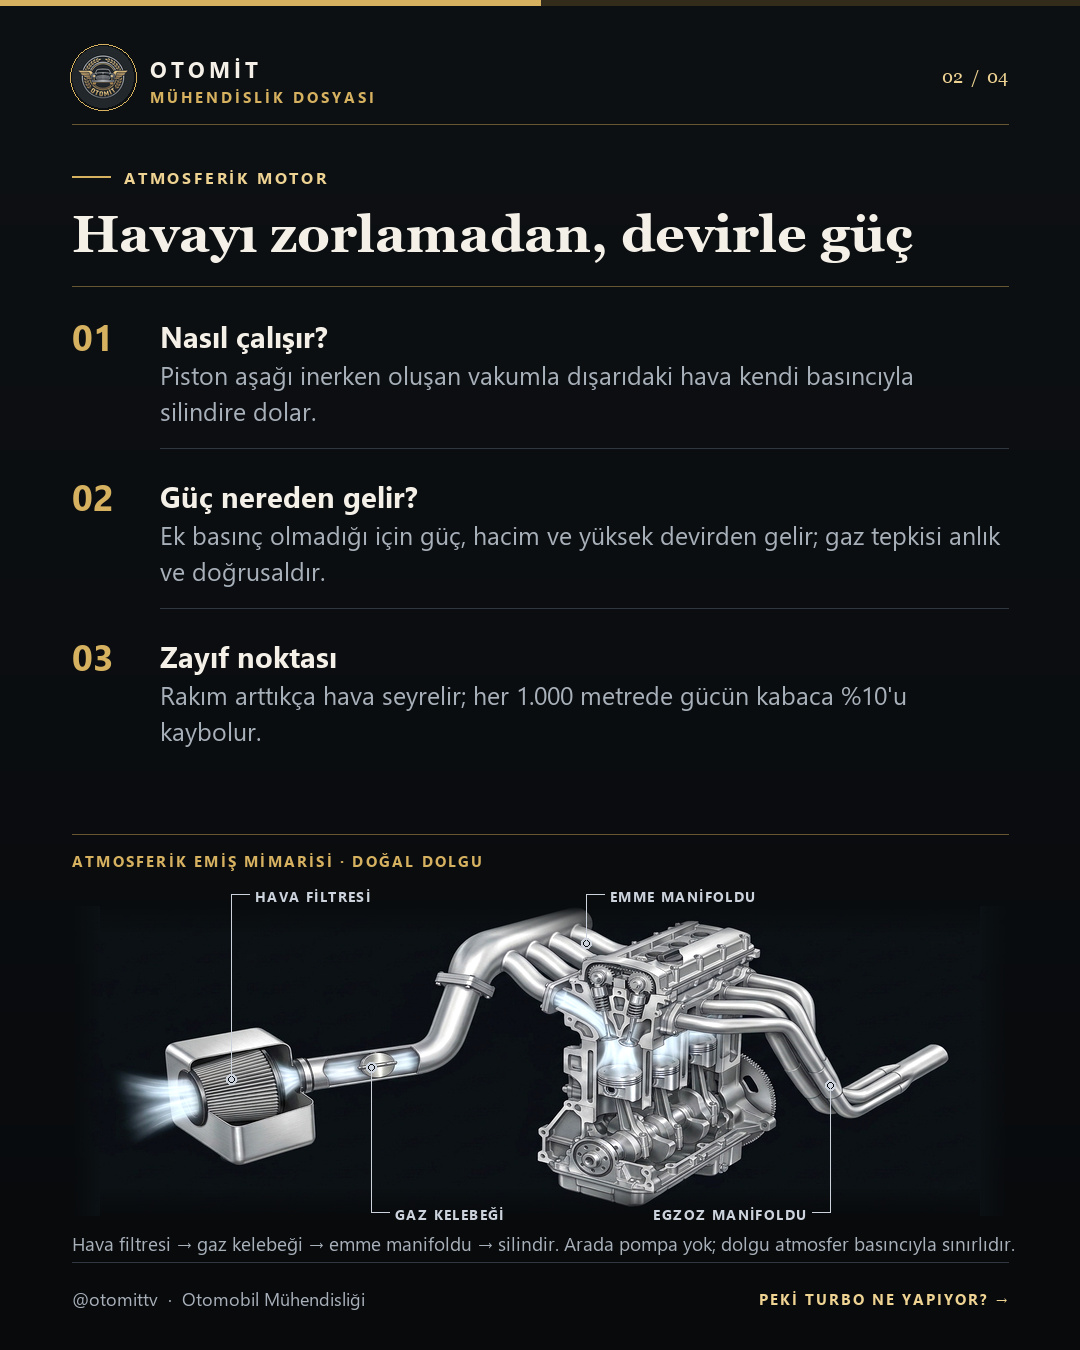 OTOMİT
OTOMİT
MÜHENDİSLİK DOSYASI
02 / 04
ATMOSFERİK MOTOR
Havayı zorlamadan, devirle güç
01
Nasıl çalışır?
Piston aşağı inerken oluşan vakumla dışarıdaki hava kendi basıncıyla
silindire dolar.
02
Güç nereden gelir?
Ek basınç olmadığı için güç, hacim ve yüksek devirden gelir; gaz tepkisi anlık
ve doğrusaldır.
03
Zayıf noktası
Rakım arttıkça hava seyrelir; her 1.000 metrede gücün kabaca %10'u
kaybolur.
ATMOSFERİK EMİŞ MİMARİSİ · DOĞAL DOLGU
HAVA FİLTRESİ
EMME MANİFOLDU
GAZ KELEBEĞİ
EGZOZ MANİFOLDU
Hava filtresi → gaz kelebeği → emme manifoldu → silindir. Arada pompa yok; dolgu atmosfer basıncıyla sınırlıdır.
@otomittv · Otomobil Mühendisliği
PEKİ TURBO NE YAPIYOR? →